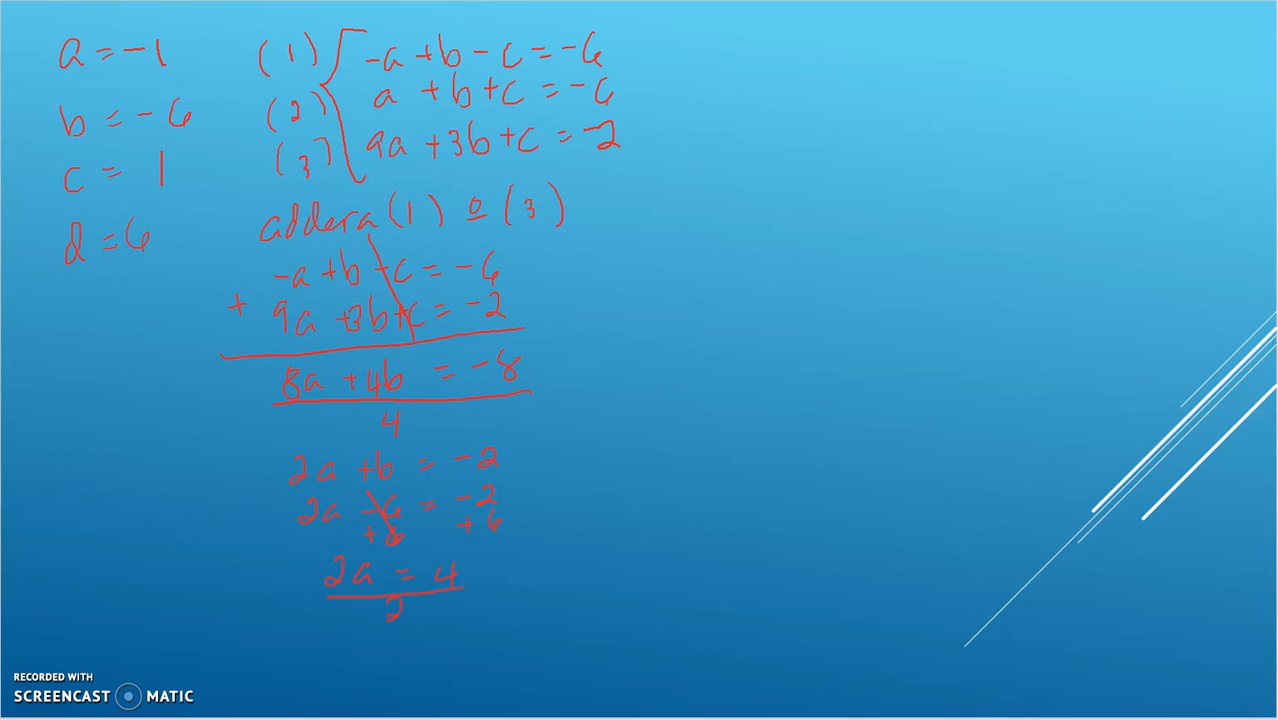 a = -1
b = -6
c = 1
d = 6
(1) -a + b - c = -6
(2) a + b + c = -6
(3) 9a + 3b + c = -2
addera (1) o (3)
-a + b - c = -6
+ 9a + 3b + c = -2
8a + 4b = -8
4
2a + b = -2
2a - 6 = -2
+6 +6
2a = 4
2
RECORDED WITH
SCREENCAST MATIC